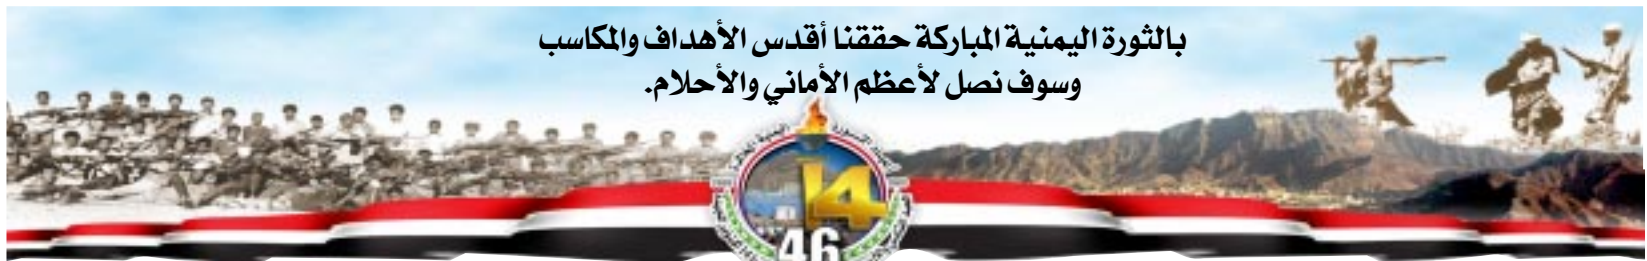 بالثورة اليمنية المباركة حققنا أقدس الأهداف والمكاسب
وسوف نصل لأعظم الأماني والأحلام.
14
46